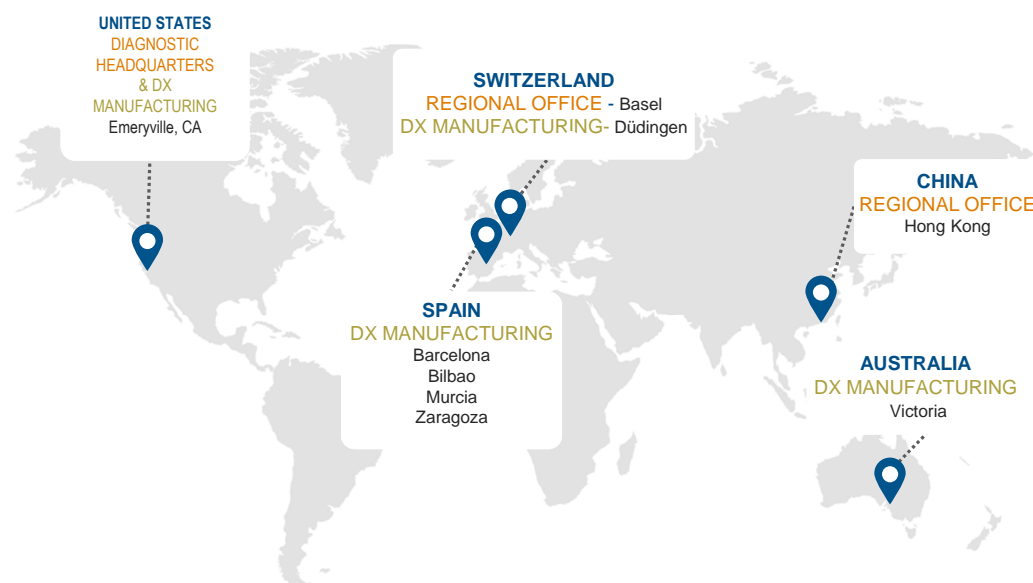 UNITED STATES
DIAGNOSTIC
HEADQUARTERS
& DX
MANUFACTURING
Emeryville, CA
SWITZERLAND
REGIONAL OFFICE - Basel
DX MANUFACTURING- Düdingen
CHINA
REGIONAL OFFICE
Hong Kong
SPAIN
DX MANUFACTURING
Barcelona
Bilbao
Murcia
Zaragoza
AUSTRALIA
DX MANUFACTURING
Victoria